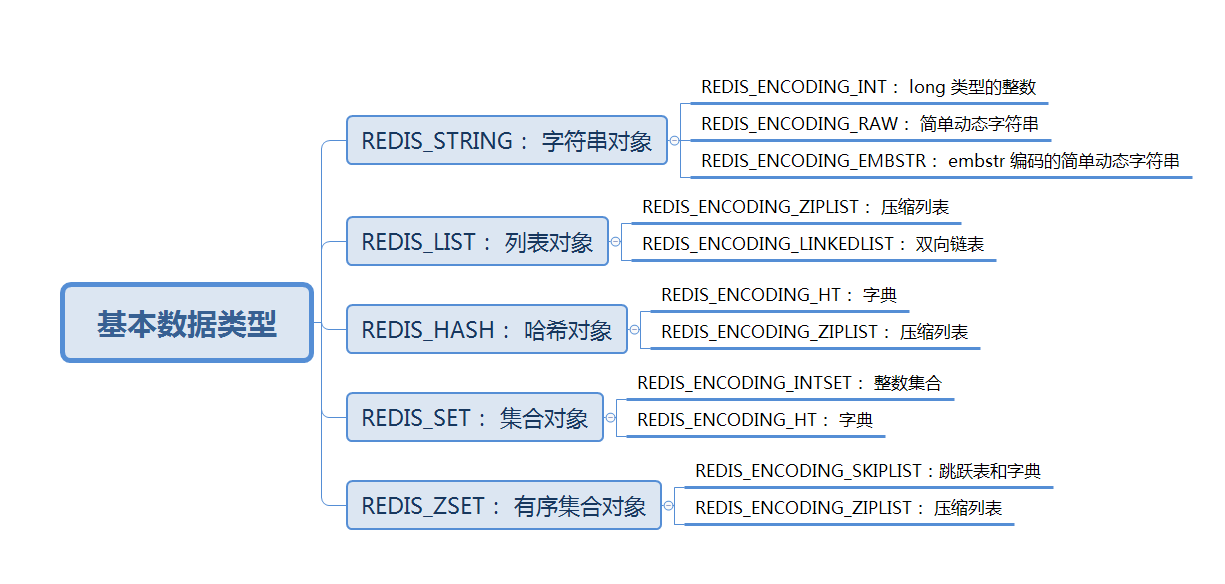 基本数据类型
REDIS_STRING： 字符串对象
REDIS_ENCODING_INT： long 类型的整数
REDIS_ENCODING_RAW： 简单动态字符串
REDIS_ENCODING_EMBSTR： embstr 编码的简单动态字符串
REDIS_LIST： 列表对象
REDIS_ENCODING_ZIPLIST： 压缩列表
REDIS_ENCODING_LINKEDLIST： 双向链表
REDIS_HASH： 哈希对象
REDIS_ENCODING_HT： 字典
REDIS_ENCODING_ZIPLIST： 压缩列表
REDIS_SET： 集合对象
REDIS_ENCODING_INTSET： 整数集合
REDIS_ENCODING_HT： 字典
REDIS_ZSET： 有序集合对象
REDIS_ENCODING_SKIPLIST：跳跃表和字典
REDIS_ENCODING_ZIPLIST： 压缩列表